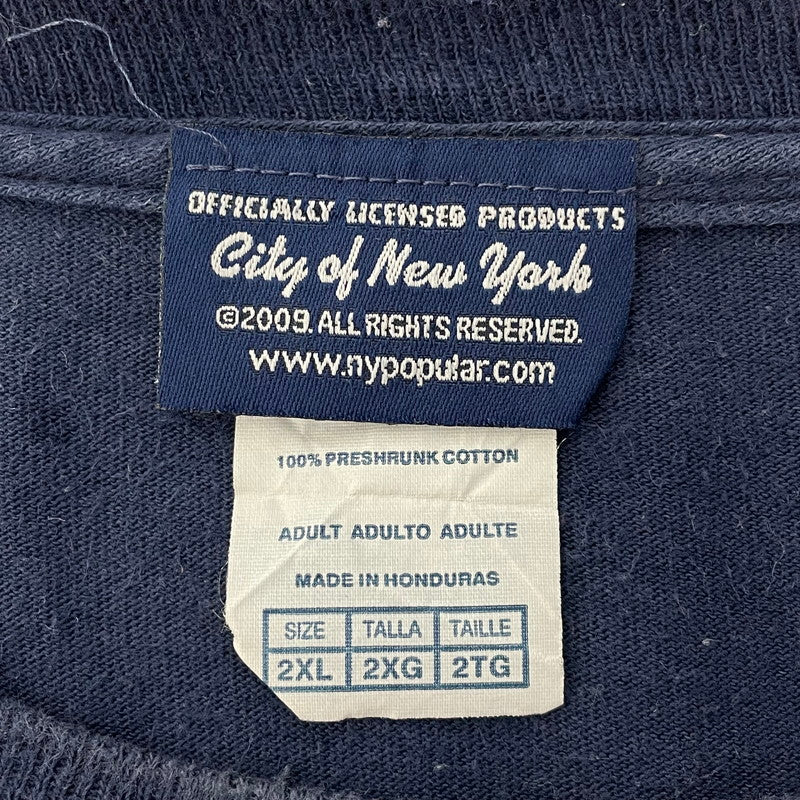 OFFICIALLY LICENSED PRODUCTS
City of New York
©2009. ALL RIGHTS RESERVED.
www.nypopular.com
100% PRESHRUNK COTTON
ADULT ADULTO ADULTE
MADE IN HONDURAS
SIZE TALLA TAILLE
2XL 2XG 2TG